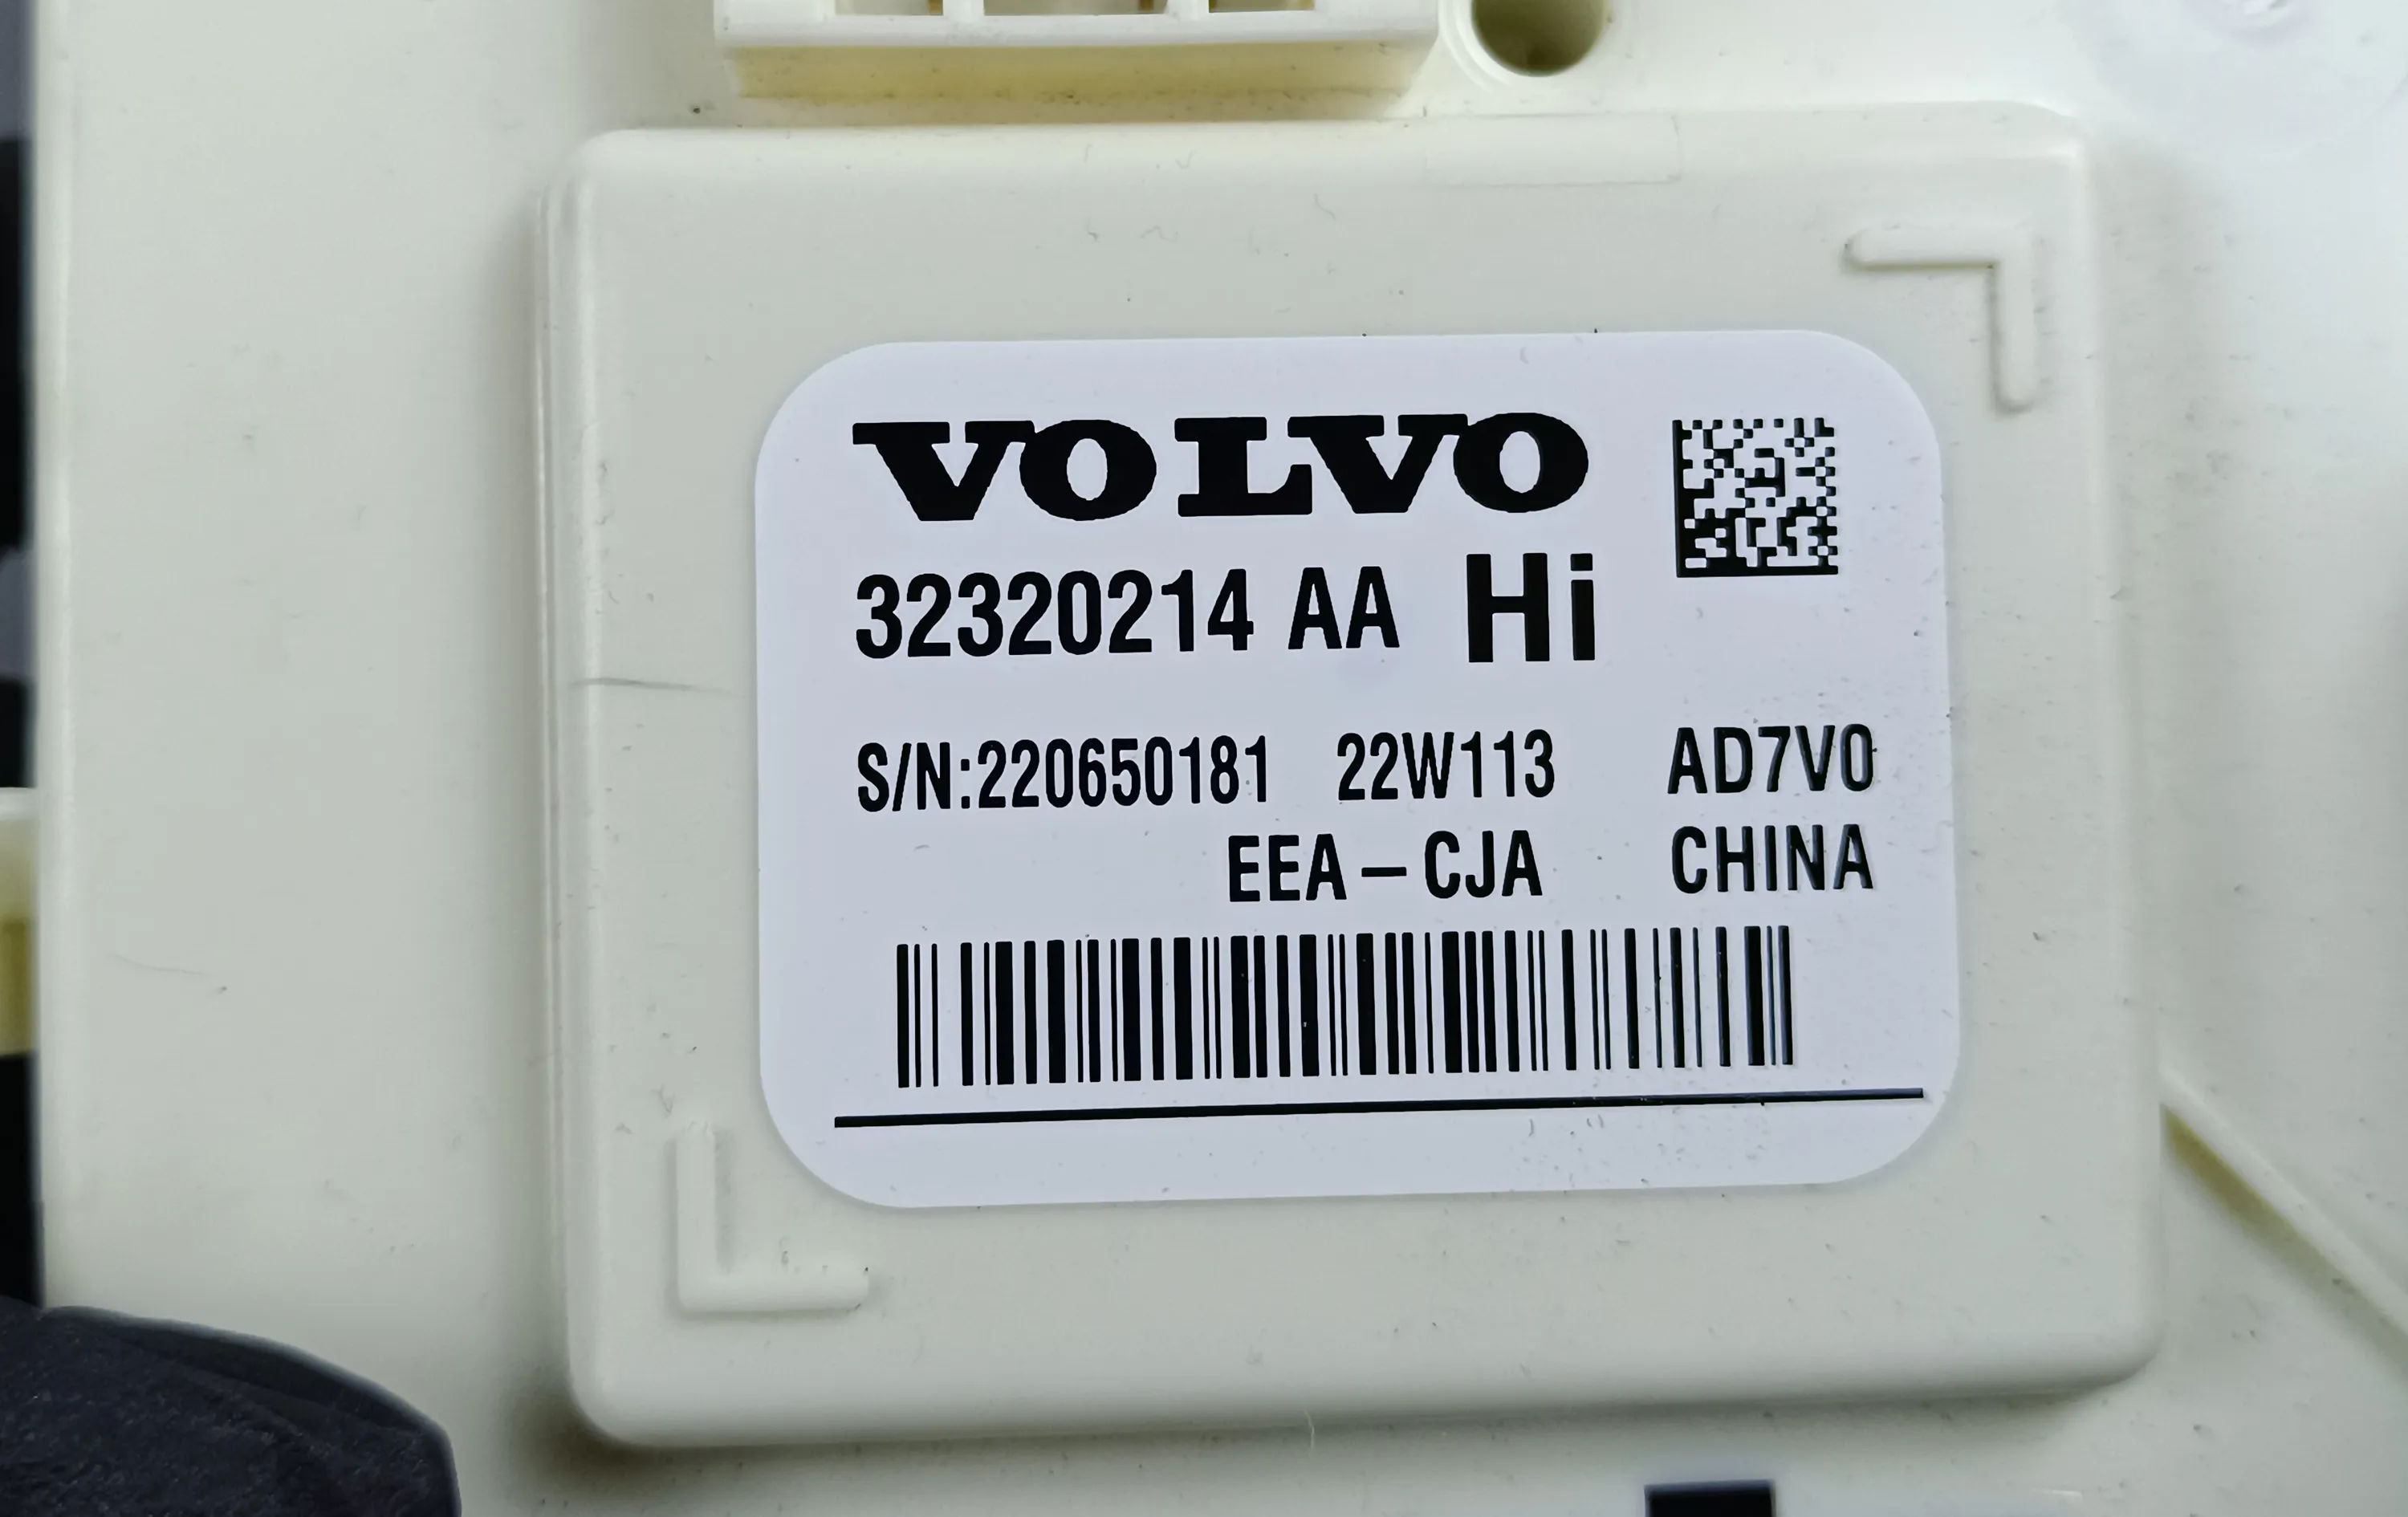 VOLVO
32320214 AA Hi
S/N:220650181 22W113 AD7V0
EEA-CJA CHINA